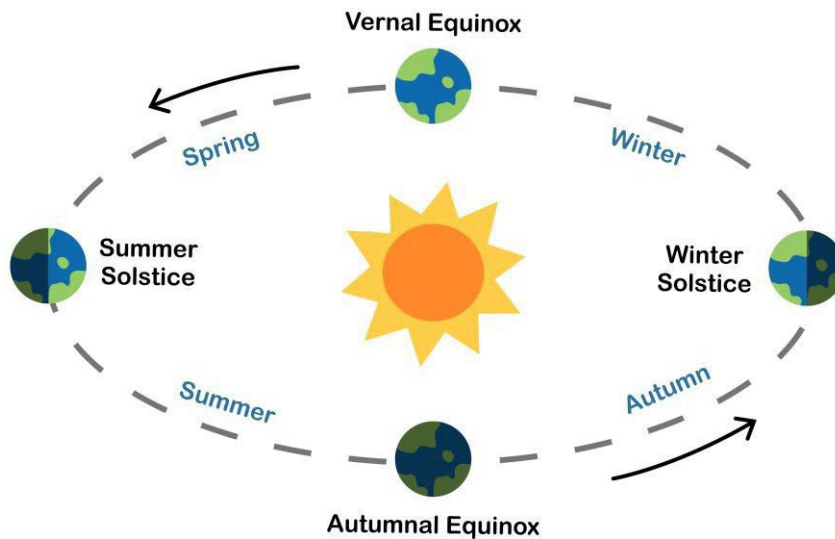 Vernal Equinox
Spring
Winter
Summer
Solstice
Winter
Solstice
Summer
Autumn
Autumnal Equinox